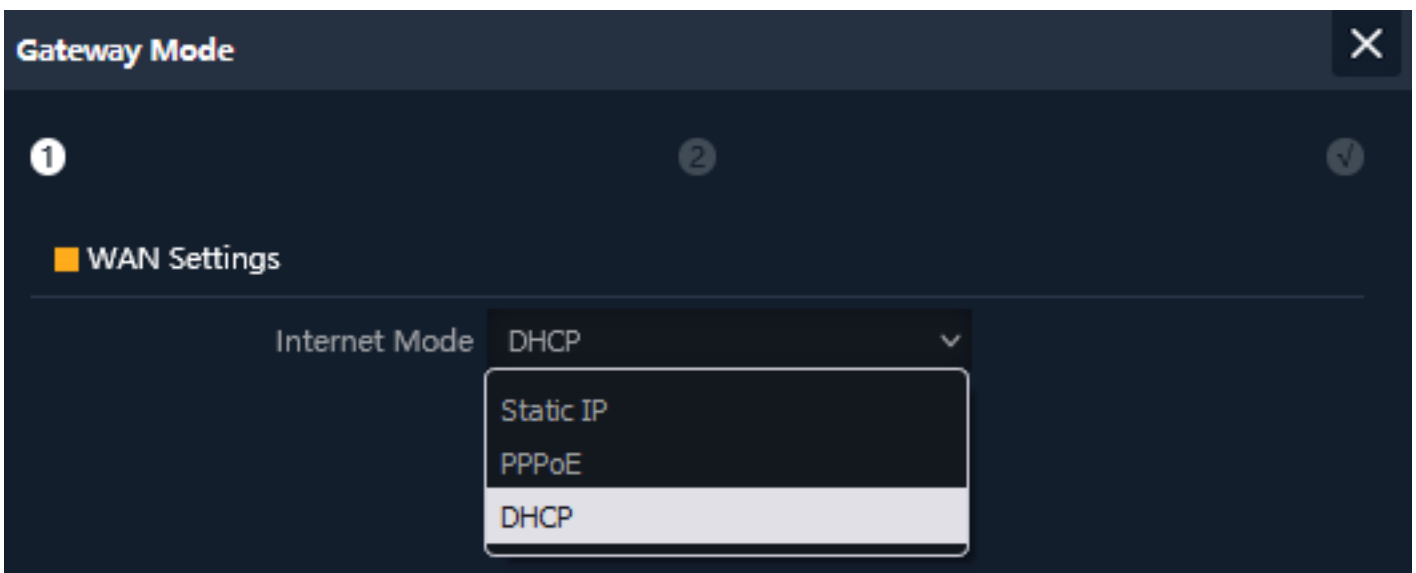 Gateway Mode
1
2
√
WAN Settings
Internet Mode DHCP
Static IP
PPPoE
DHCP